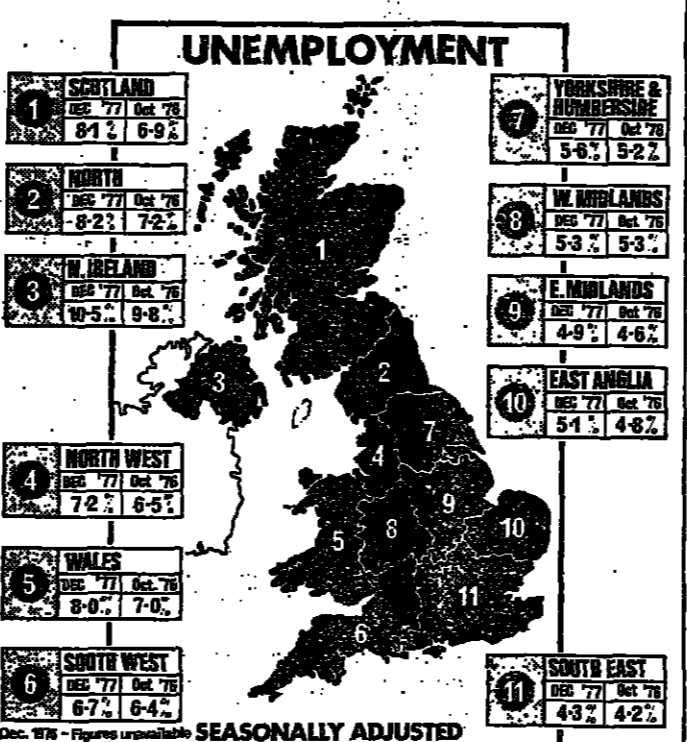 UNEMPLOYMENT
1
SCOTLAND
DEC '77 Oct '76
8·1% 6·9%
2
NORTH
DEC '77 Oct '76
8·2% 7·2%
3
N. IRELAND
DEC '77 Oct. '76
10·5% 9·8%
4
NORTH WEST
DEC '77 Oct '76
7·2% 6·5%
5
WALES
DEC '77 Oct. '76
8·0% 7·0%
6
SOUTH WEST
DEC '77 Oct '76
6·7% 6·4%
7
YORKSHIRE &
HUMBERSIDE
DEC '77 Oct '76
5·6% 5·2%
8
W. MIDLANDS
DEC '77 Oct '76
5·3% 5·3%
9
E. MIDLANDS
DEC '77 Oct '76
4·9% 4·6%
10
EAST ANGLIA
DEC '77 Oct '76
5·1% 4·8%
11
SOUTH EAST
DEC '77 Oct '76
4·3% 4·2%
1
2
3
4
5
6
7
8
9
10
11
Dec. 1976 - Figures unavailable SEASONALLY ADJUSTED